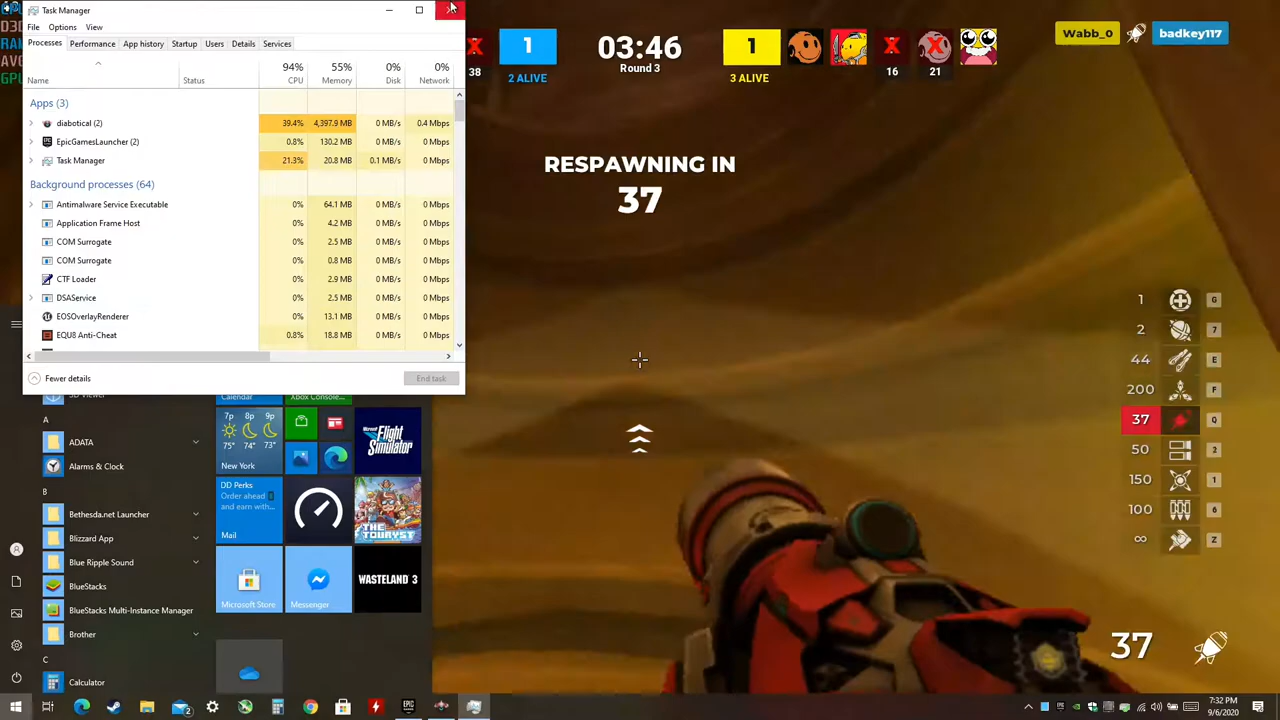 Task Manager
File Options View
Processes Performance App history Startup Users Details Services
94% 55% 0% 0%
Name Status CPU Memory Disk Network
Apps (3)
diabotical (2) 39.4% 4,397.9 MB 0 MB/s 0.4 Mbps
EpicGamesLauncher (2) 0.8% 130.2 MB 0 MB/s 0 Mbps
Task Manager 21.3% 20.8 MB 0.1 MB/s 0 Mbps
Background processes (64)
Antimalware Service Executable 0% 64.1 MB 0 MB/s 0 Mbps
Application Frame Host 0% 4.2 MB 0 MB/s 0 Mbps
COM Surrogate 0% 2.5 MB 0 MB/s 0 Mbps
COM Surrogate 0% 0.8 MB 0 MB/s 0 Mbps
CTF Loader 0% 2.9 MB 0 MB/s 0 Mbps
DSAService 0% 2.5 MB 0 MB/s 0 Mbps
EOSOverlayRenderer 0% 13.1 MB 0 MB/s 0 Mbps
EQU8 Anti-Cheat 0.8% 18.8 MB 0 MB/s 0 Mbps
Fewer details End task
38
1
2 ALIVE
03:46
Round 3
1
3 ALIVE
16
21
Wabb_0 badkey117
RESPAWNING IN
37
1 G
2 7
44 E
200 F
37 Q
50 2
150 1
100 6
∞ Z
37
3D Viewer
A
ADATA
Alarms & Clock
B
Bethesda.net Launcher
Blizzard App
Blue Ripple Sound
BlueStacks
BlueStacks Multi-Instance Manager
Brother
C
Calculator
Calendar
Xbox Console...
7p 8p 9p
75° 74° 73°
New York
Microsoft
Flight
Simulator
DD Perks
Order ahead
and earn with...
Mail
THE
TOURYST
Microsoft Store
Messenger
WASTELAND 3
2
EPIC
7:32 PM
9/6/2020